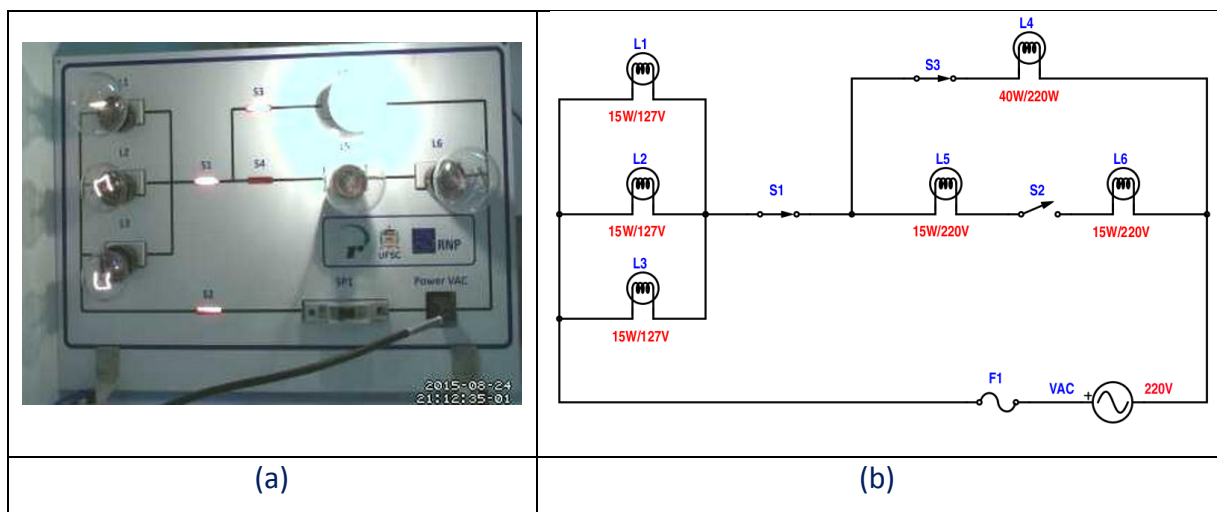 L1
L2
L3
S1
S3
S4
L5
L6
UFSC
RNP
S2
SP1
Power VAC
2015-08-24
21:12:35-01
(a)
L1
15W/127V
L2
15W/127V
L3
15W/127V
S1
S3
L4
40W/220W
L5
15W/220V
S2
L6
15W/220V
F1
VAC
+
220V
(b)